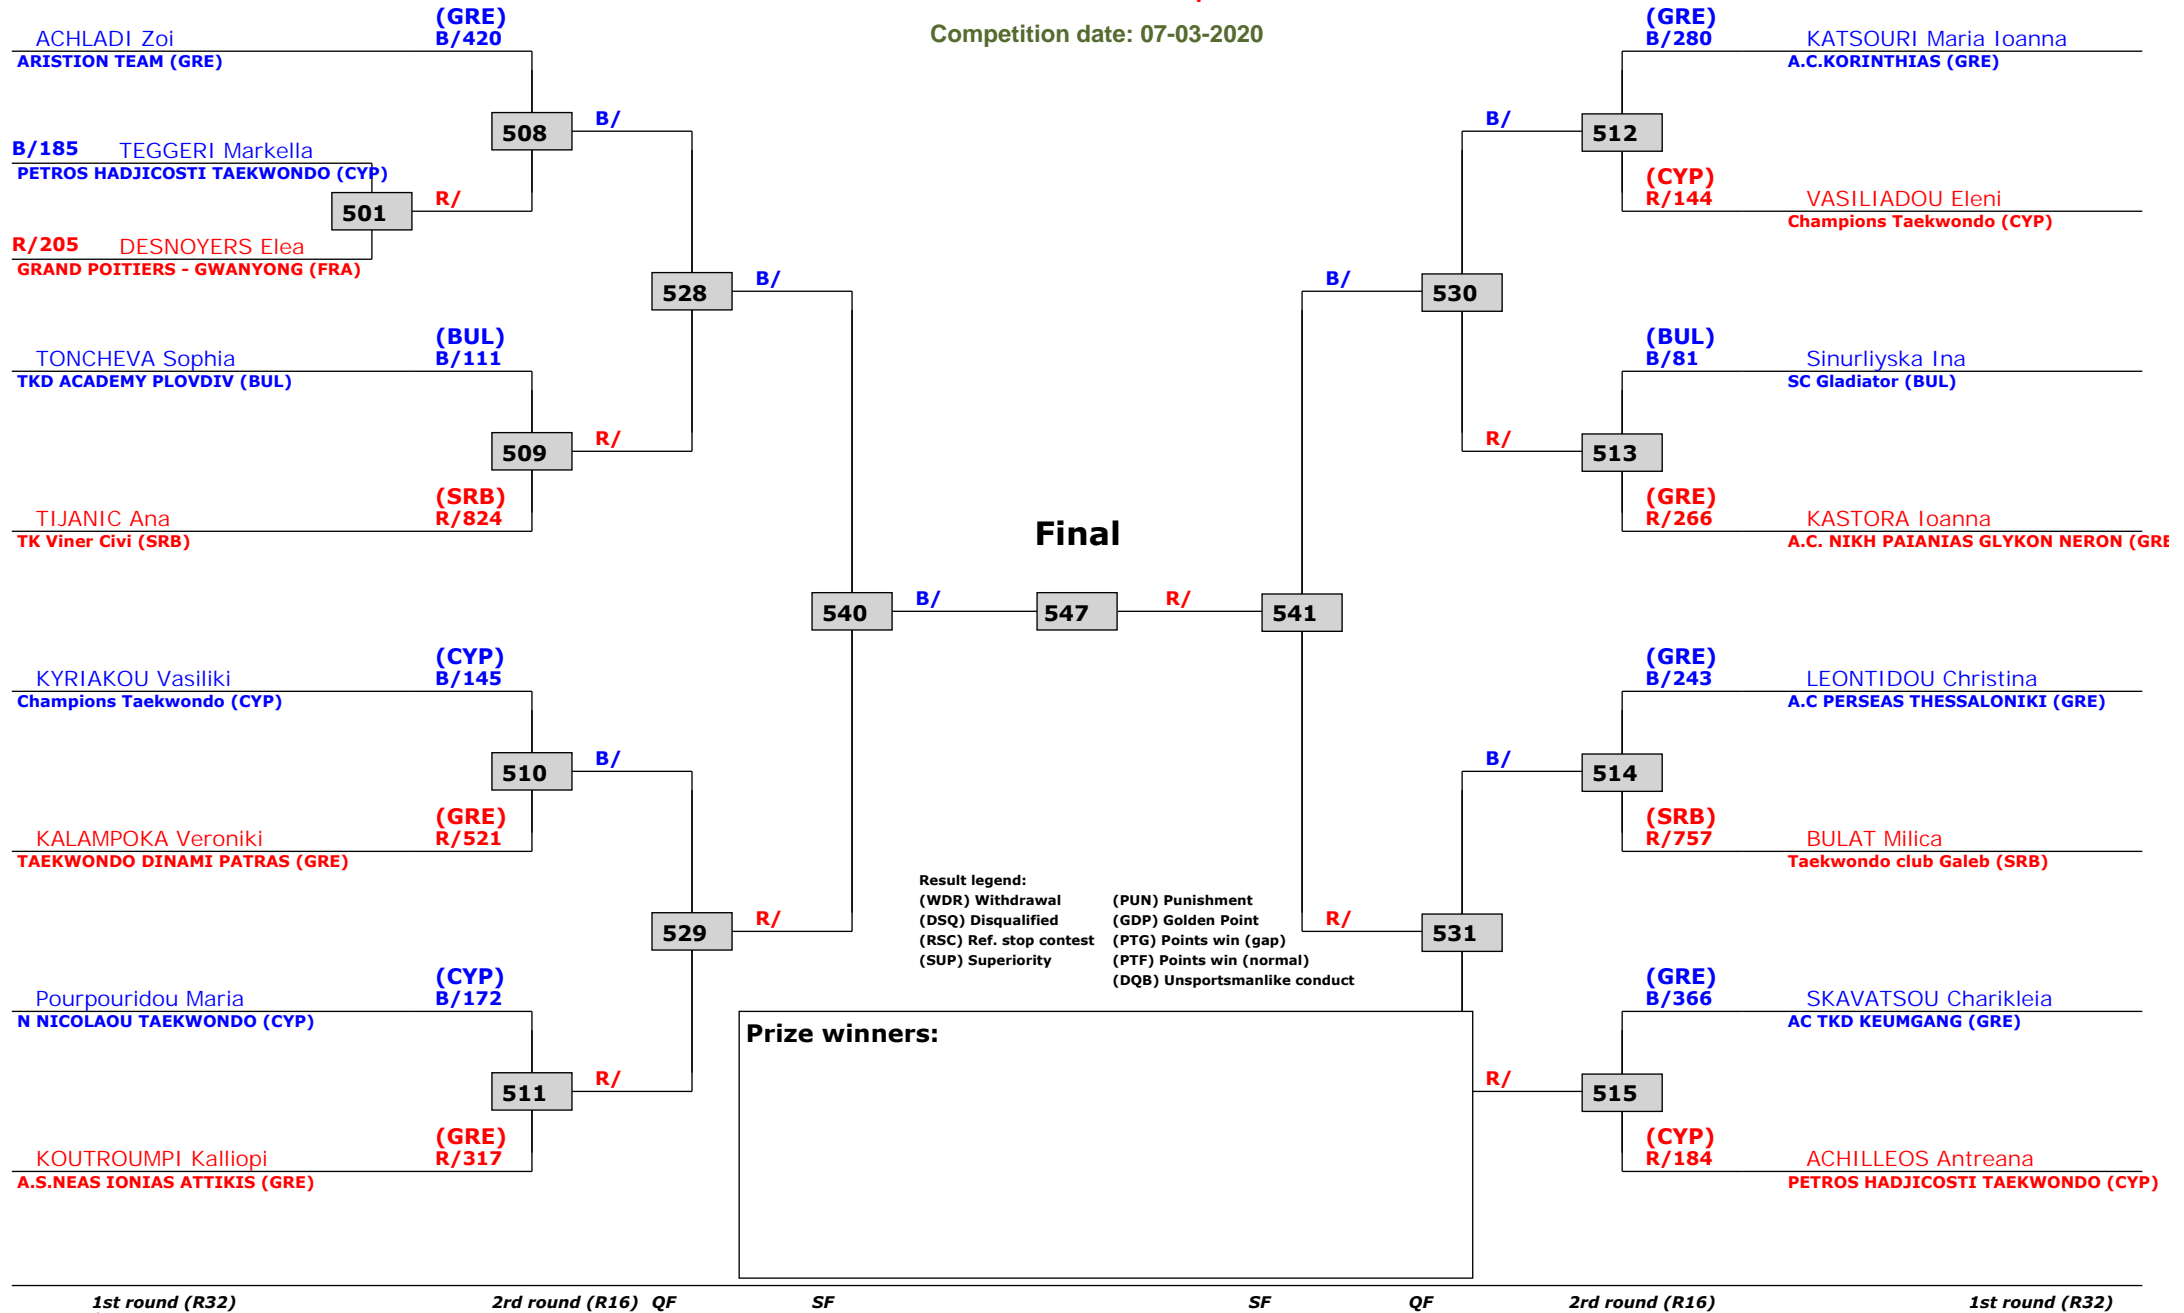 Competition date: 07-03-2020
(GRE)
ACHLADI Zoi B/420
ARISTION TEAM (GRE)
508
B/
B/185 TEGGERI Markella
PETROS HADJICOSTI TAEKWONDO (CYP)
501
R/
R/205 DESNOYERS Elea
GRAND POITIERS - GWANYONG (FRA)
528
B/
(BUL)
TONCHEVA Sophia B/111
TKD ACADEMY PLOVDIV (BUL)
509
R/
(SRB)
TIJANIC Ana R/824
TK Viner Civi (SRB)
540
B/
(CYP)
KYRIAKOU Vasiliki B/145
Champions Taekwondo (CYP)
510
B/
(GRE)
KALAMPOKA Veroniki R/521
TAEKWONDO DINAMI PATRAS (GRE)
529
R/
(CYP)
Pourpouridou Maria B/172
N NICOLAOU TAEKWONDO (CYP)
511
R/
(GRE)
KOUTROUMPI Kalliopi R/317
A.S.NEAS IONIAS ATTIKIS (GRE)
Final
547
(GRE)
B/280 KATSOURI Maria Ioanna
A.C.KORINTHIAS (GRE)
B/
512
(CYP)
R/144 VASILIADOU Eleni
Champions Taekwondo (CYP)
B/
530
(BUL)
B/81 Sinurliyska Ina
SC Gladiator (BUL)
R/
513
(GRE)
R/266 KASTORA Ioanna
A.C. NIKH PAIANIAS GLYKON NERON (GRE
R/
541
(GRE)
B/243 LEONTIDOU Christina
A.C PERSEAS THESSALONIKI (GRE)
B/
514
(SRB)
R/757 BULAT Milica
Taekwondo club Galeb (SRB)
R/
531
(GRE)
B/366 SKAVATSOU Charikleia
AC TKD KEUMGANG (GRE)
R/
515
(CYP)
R/184 ACHILLEOS Antreana
PETROS HADJICOSTI TAEKWONDO (CYP)
Result legend:
(WDR) Withdrawal (PUN) Punishment
(DSQ) Disqualified (GDP) Golden Point
(RSC) Ref. stop contest (PTG) Points win (gap)
(SUP) Superiority (PTF) Points win (normal)
(DQB) Unsportsmanlike conduct
Prize winners:
1st round (R32) 2rd round (R16) QF SF SF QF 2rd round (R16) 1st round (R32)